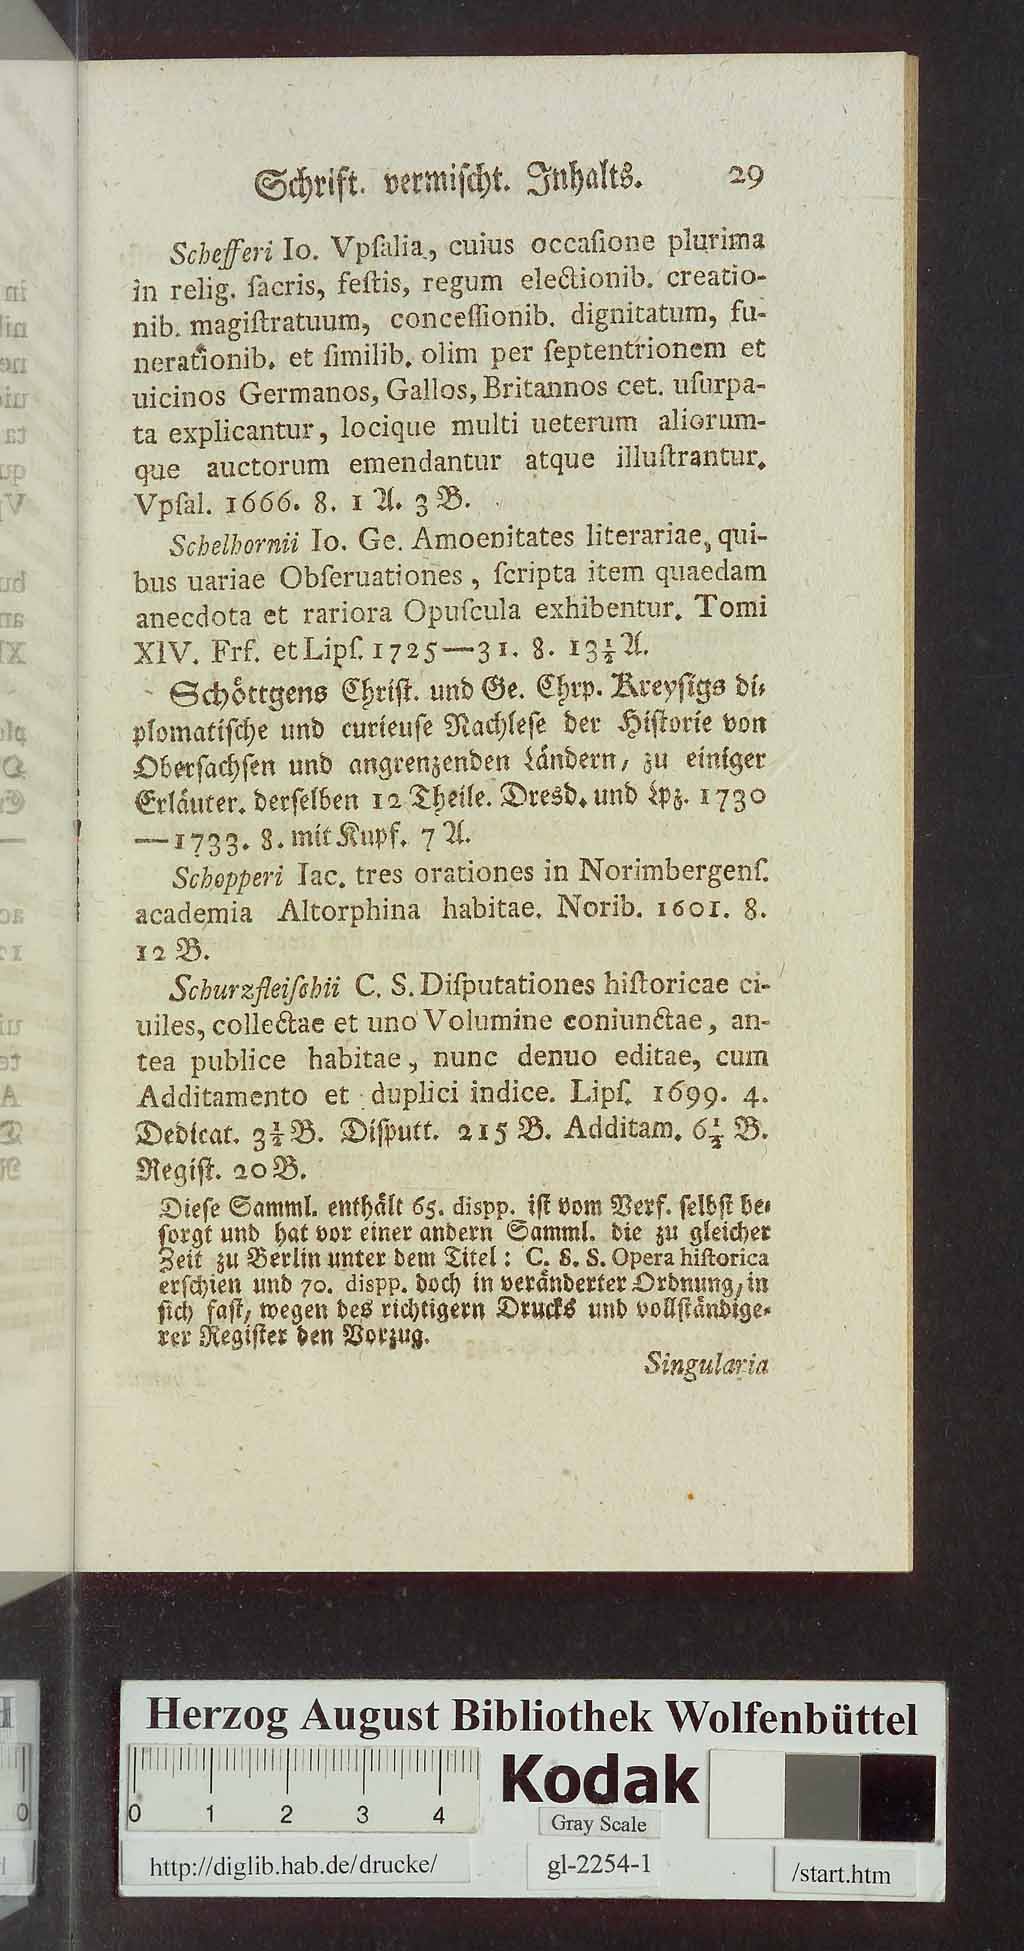 Schrift. vermiſcht. Inhalts. 29
Schefferi Io. Vpſalia, cuius occaſione plurima
in relig. ſacris, feſtis, regum electionib. creatio-
nib. magiſtratuum, conceſſionib. dignitatum, fu-
nerationib. et ſimilib. olim per ſeptentrionem et
uicinos Germanos, Gallos, Britannos cet. uſurpa-
ta explicantur, locique multi ueterum aliorum-
que auctorum emendantur atque illuſtrantur.
Vpſal. 1666. 8. 1 A. 3 B.
Schelhornii Io. Ge. Amoenitates literariae, qui-
bus uariae Obſeruationes, ſcripta item quaedam
anecdota et rariora Opuſcula exhibentur. Tomi
XIV. Frf. et Lipſ. 1725—31. 8. 13½ A.
Schöttgens Chriſt. und Ge. Chrp. Kreyſigs di-
plomatiſche und curieuſe Nachleſe der Hiſtorie von
Oberſachſen und angrenzenden Ländern, zu einiger
Erläuter. derſelben 12 Theile. Dresd. und Lpz. 1730
—1733. 8. mit Kupf. 7 A.
Schopperi Iac. tres orationes in Norimbergenſ.
academia Altorphina habitae. Norib. 1601. 8.
12 B.
Schurzfleiſchii C. S. Diſputationes hiſtoricae ci-
uiles, collectae et uno Volumine coniunctae, an-
tea publice habitae, nunc denuo editae, cum
Additamento et duplici indice. Lipſ. 1699. 4.
Dedicat. 3½ B. Diſputt. 215 B. Additam. 6½ B.
Regiſt. 20 B.
Dieſe Samml. enthält 65. dispp. iſt vom Verf. ſelbſt be-
ſorgt und hat vor einer andern Samml. die zu gleicher
Zeit zu Berlin unter dem Titel: C. S. S. Opera hiſtorica
erſchien und 70. dispp. doch in veränderter Ordnung, in
ſich faſt, wegen des richtigern Drucks und vollſtändige-
rer Regiſter den Vorzug.
Singularia
Herzog August Bibliothek Wolfenbüttel
0 1 2 3 4
Kodak
Gray Scale
http://diglib.hab.de/drucke/ gl-2254-1 /start.htm